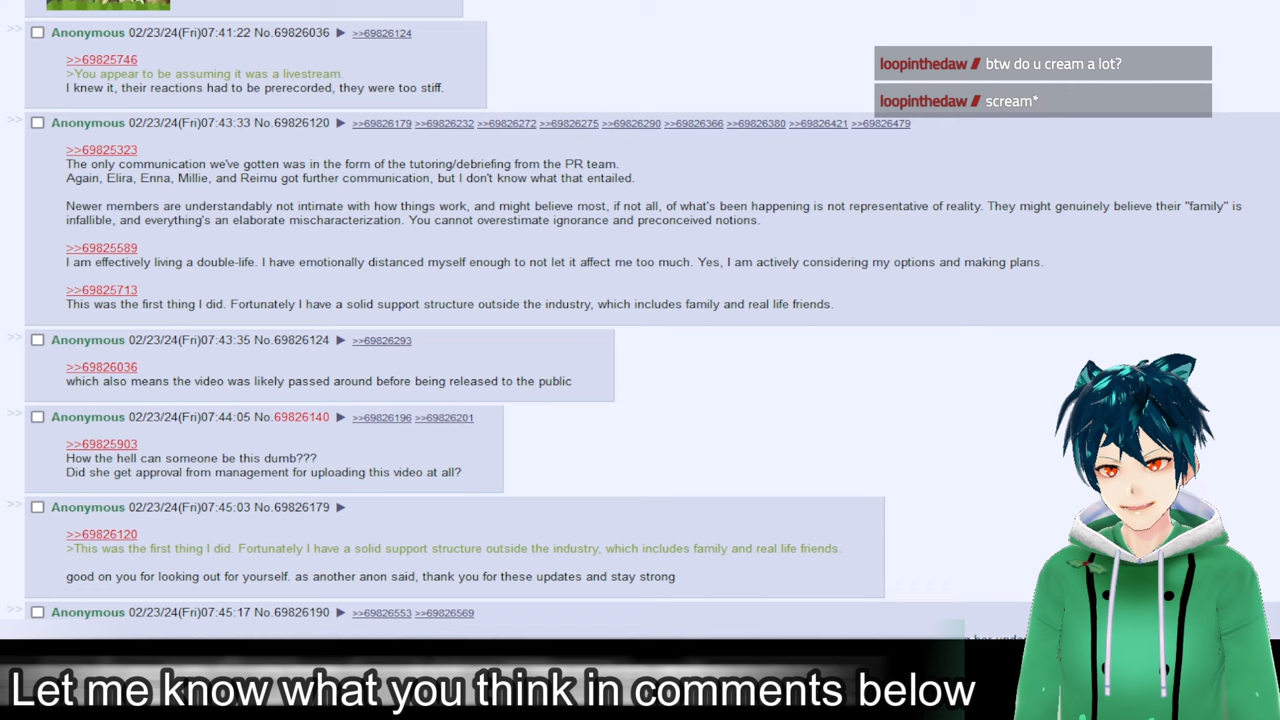 >> Anonymous 02/23/24(Fri)07:41:22 No.69826036 ▶ >>69826124
>>69825746
>You appear to be assuming it was a livestream.
I knew it, their reactions had to be prerecorded, they were too stiff.
loopinthedaw // btw do u cream a lot?
loopinthedaw // scream*
>> Anonymous 02/23/24(Fri)07:43:33 No.69826120 ▶ >>69826179 >>69826232 >>69826272 >>69826275 >>69826290 >>69826366 >>69826380 >>69826421 >>69826479
>>69825323
The only communication we've gotten was in the form of the tutoring/debriefing from the PR team.
Again, Elira, Enna, Millie, and Reimu got further communication, but I don't know what that entailed.
Newer members are understandably not intimate with how things work, and might believe most, if not all, of what's been happening is not representative of reality. They might genuinely believe their "family" is
infallible, and everything's an elaborate mischaracterization. You cannot overestimate ignorance and preconceived notions.
>>69825589
I am effectively living a double-life. I have emotionally distanced myself enough to not let it affect me too much. Yes, I am actively considering my options and making plans.
>>69825713
This was the first thing I did. Fortunately I have a solid support structure outside the industry, which includes family and real life friends.
>> Anonymous 02/23/24(Fri)07:43:35 No.69826124 ▶ >>69826293
>>69826036
which also means the video was likely passed around before being released to the public
>> Anonymous 02/23/24(Fri)07:44:05 No.69826140 ▶ >>69826196 >>69826201
>>69825903
How the hell can someone be this dumb???
Did she get approval from management for uploading this video at all?
>> Anonymous 02/23/24(Fri)07:45:03 No.69826179 ▶
>>69826120
>This was the first thing I did. Fortunately I have a solid support structure outside the industry, which includes family and real life friends.
good on you for looking out for yourself. as another anon said, thank you for these updates and stay strong
>> Anonymous 02/23/24(Fri)07:45:17 No.69826190 ▶ >>69826553 >>69826569
Let me know what you think in comments below